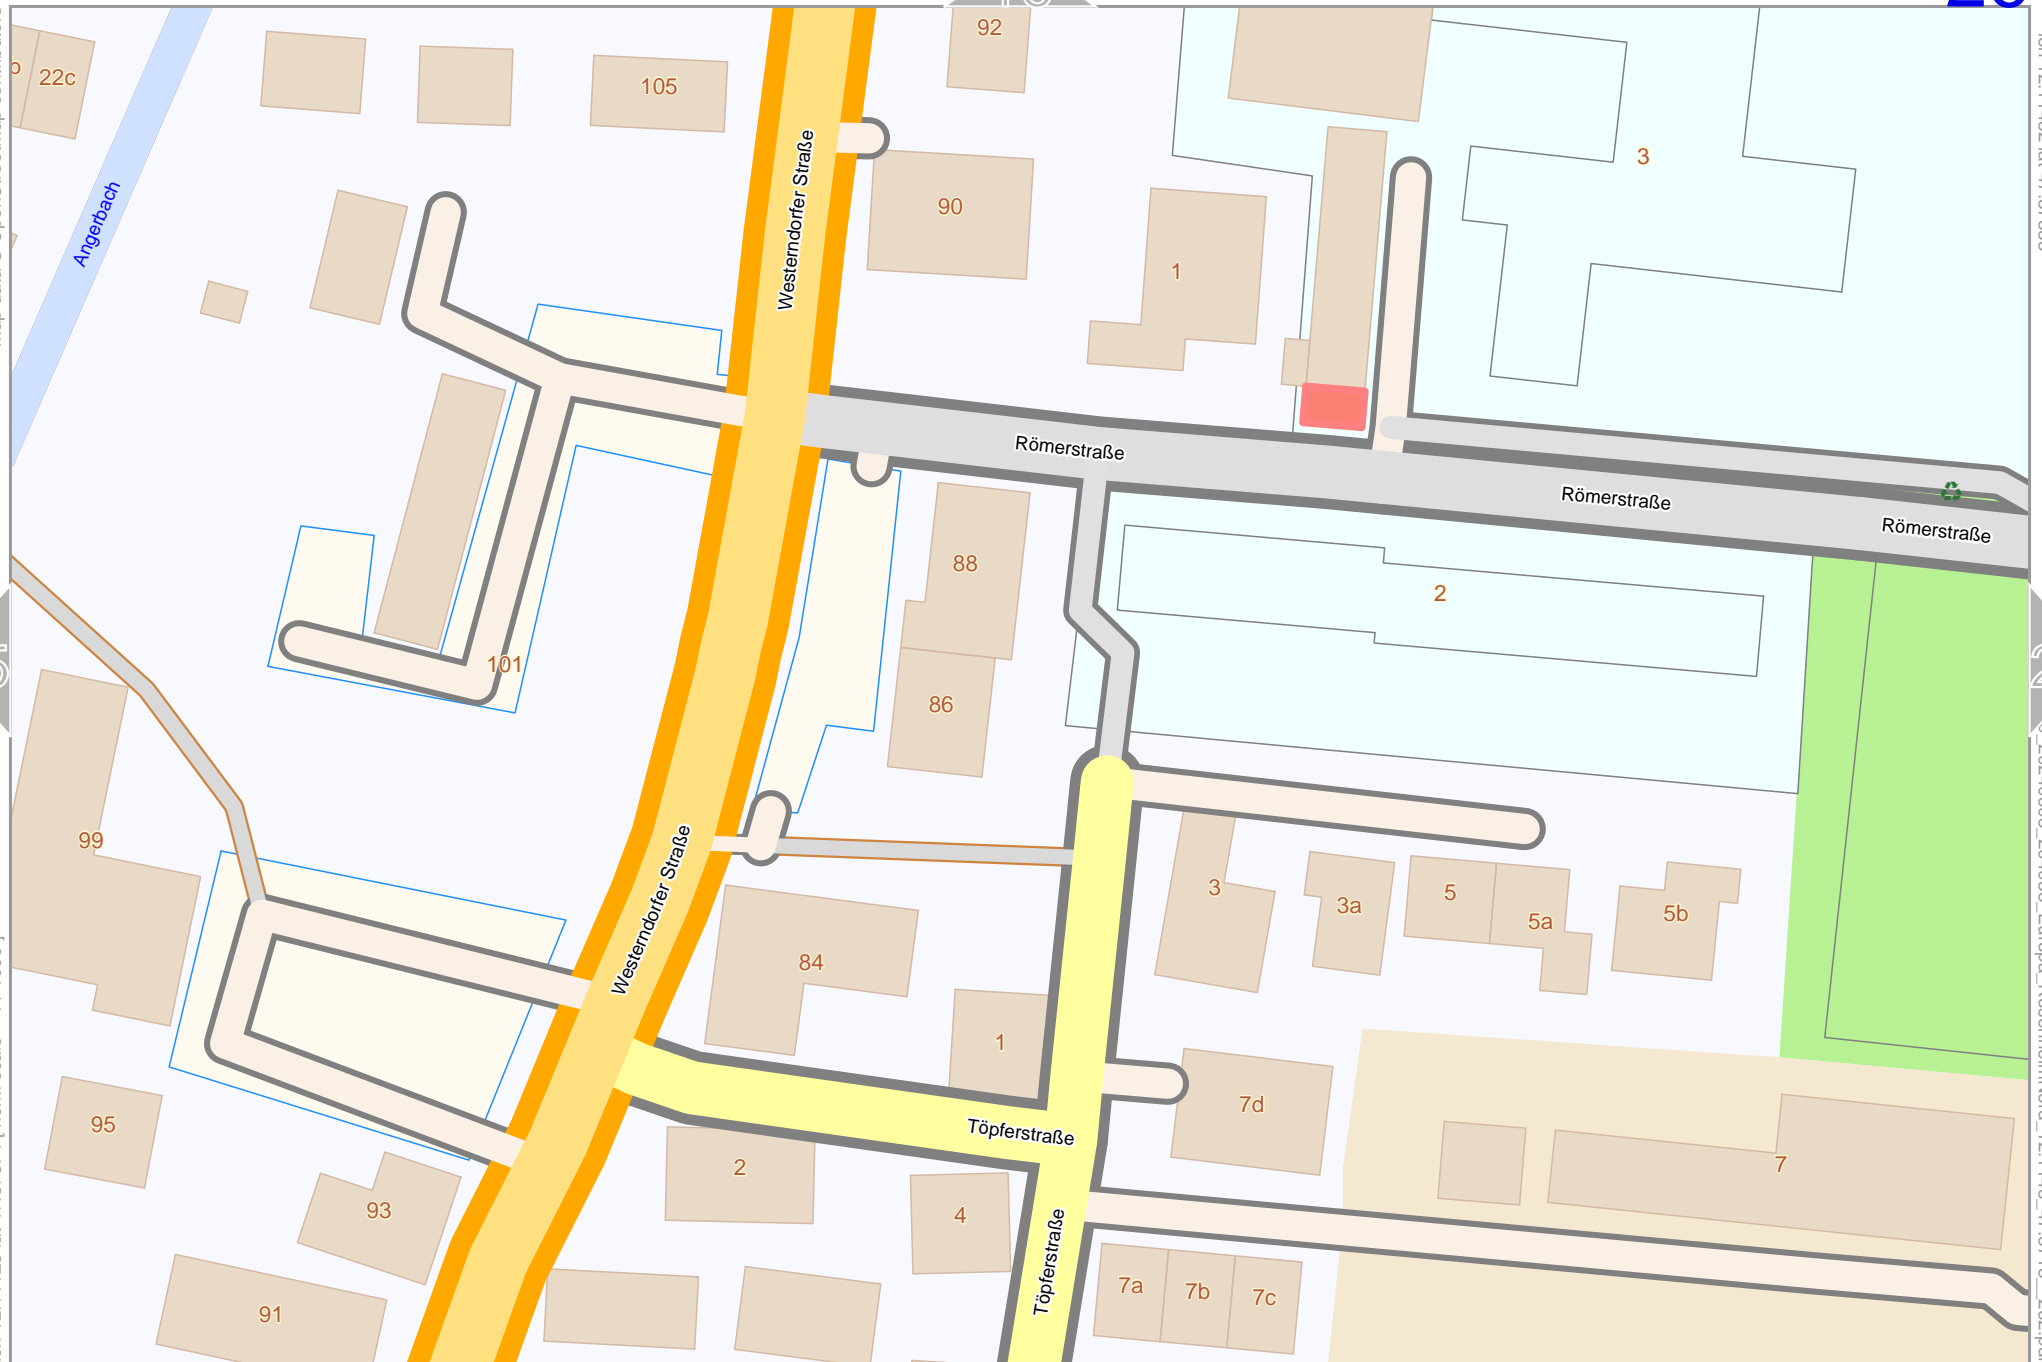 92
22c
105
3
Westerndorfer Straße
Angerbach
90
1
Römerstraße
Römerstraße
Römerstraße
88
2
101
86
99
Westerndorfer Straße
3
3a
5
5a
5b
84
1
7d
95
Töpferstraße
2
7
93
4
Töpferstraße
7a
7b
7c
91